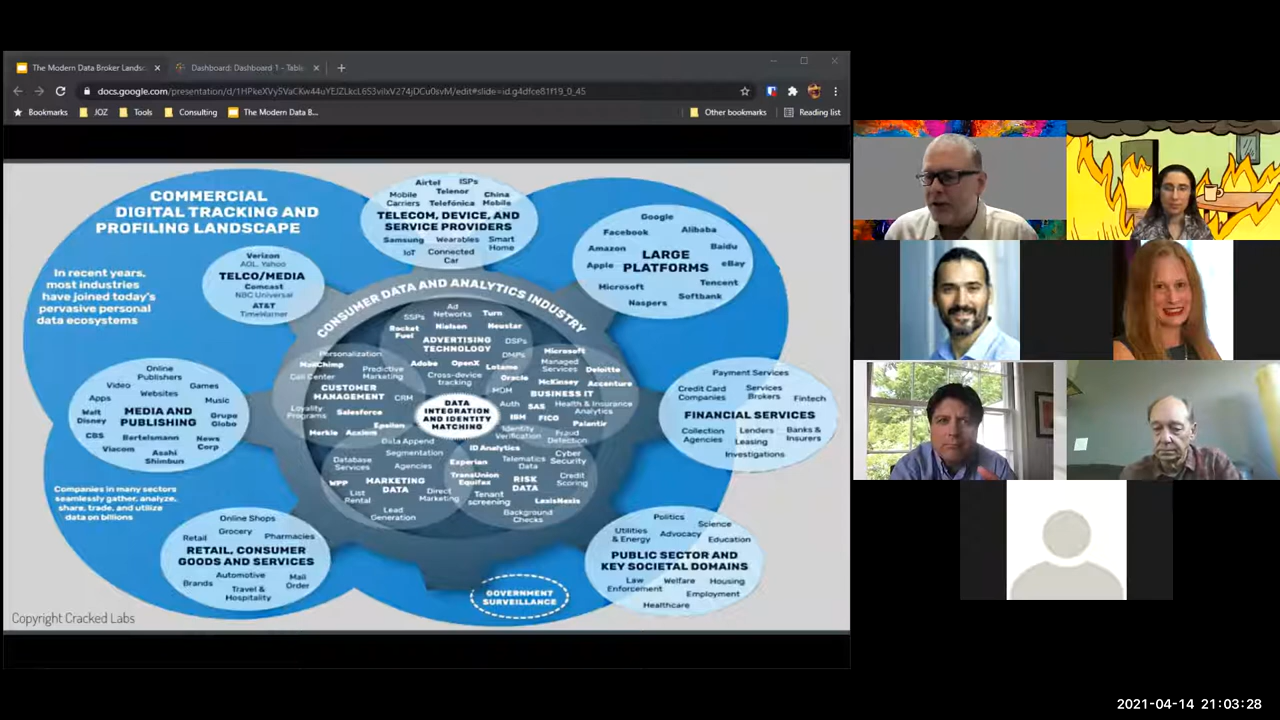 The Modern Data Broker Lands
Dashboard: Dashboard 1 - Table
docs.google.com/presentation/d/1HPkeXVy5VaCKw44uYEJZLkcL6S3vilxV274jDCu0svM/edit#slide=id.g4dfce81f19_0_45
Bookmarks
JOZ
Tools
Consulting
The Modern Data B...
Other bookmarks
Reading list
COMMERCIAL
DIGITAL TRACKING AND
PROFILING LANDSCAPE
In recent years,
most industries
have joined today's
pervasive personal
data ecosystems
Verizon
AOL, Yahoo
TELCO/MEDIA
Comcast
NBC Universal
AT&T
TimeWarner
Airtel ISPs
Mobile Carriers Telenor China Mobile
Telefónica
TELECOM, DEVICE, AND
SERVICE PROVIDERS
Samsung Wearables Smart Home
IoT Connected Car
Google
Facebook Alibaba
Amazon Baidu
LARGE
PLATFORMS
Apple eBay
Microsoft Tencent
Naspers Softbank
CONSUMER DATA AND ANALYTICS INDUSTRY
Ad Networks
SSPs Turn
Rocket Fuel Nielsen Neustar
ADVERTISING
TECHNOLOGY
DSPs
DMPs
Adobe OpenX Lotame
Cross-device tracking
Oracle
Personalization
MailChimp Predictive Marketing
Call Center
CUSTOMER
MANAGEMENT
CRM
Loyalty Programs Salesforce
Epsilon
Merkle Acxiom
Microsoft
Managed Services Deloitte
McKinsey Accenture
MDM
BUSINESS IT
Auth SAS Health & Insurance Analytics
IBM FICO
Palantir
Identity Verification Fraud Detection
DATA
INTEGRATION
AND IDENTITY
MATCHING
Data Append
Segmentation
Database Services Agencies
WPP
MARKETING
DATA
List Rental Direct Marketing
Lead Generation
ID Analytics
Experian Telematics Data Cyber Security
TransUnion
Equifax
RISK
DATA
Credit Scoring
Tenant screening LexisNexis
Background Checks
Online Publishers
Video Games
Apps Websites Music
Walt Disney
MEDIA AND
PUBLISHING
Grupo Globo
CBS Bertelsmann News Corp
Viacom Asahi Shimbun
Payment Services
Credit Card Companies Services Brokers Fintech
FINANCIAL SERVICES
Collection Agencies Lenders Banks & Insurers
Leasing
Investigations
Companies in many sectors
seamlessly gather, analyze,
share, trade, and utilize
data on billions
Online Shops
Retail Grocery Pharmacies
RETAIL, CONSUMER
GOODS AND SERVICES
Brands Automotive Mail Order
Travel & Hospitality
Politics
Utilities & Energy Advocacy Science
Education
PUBLIC SECTOR AND
KEY SOCIETAL DOMAINS
Law Enforcement Welfare Housing
Employment
Healthcare
GOVERNMENT
SURVEILLANCE
Copyright Cracked Labs
2021-04-14 21:03:28